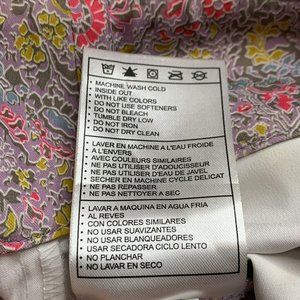 • MACHINE WASH COLD
• INSIDE OUT
• WITH LIKE COLORS
• DO NOT USE SOFTENERS
• DO NOT BLEACH
• TUMBLE DRY LOW
• DO NOT IRON
• DO NOT DRY CLEAN
• LAVER EN MACHINE A L'EAU FROIDE
• A L'ENVERS
• AVEC COULEURS SIMILAIRES
• NE PAS UTILISER D'ADOUCISSEUR
• NE PAS UTILISER D'EAU DE JAVEL
• SECHER EN MACHINE CYCLE DELICAT
• NE PAS REPASSER
• NE PAS NETTOYER A SEC
• LAVAR A MAQUINA EN AGUA FRIA
• AL REVES
• CON COLORES SIMILARES
• NO USAR SUAVIZANTES
• NO USAR BLANQUEADORES
• USAR SECADORA CICLO LENTO
• NO PLANCHAR
• NO LAVAR EN SECO